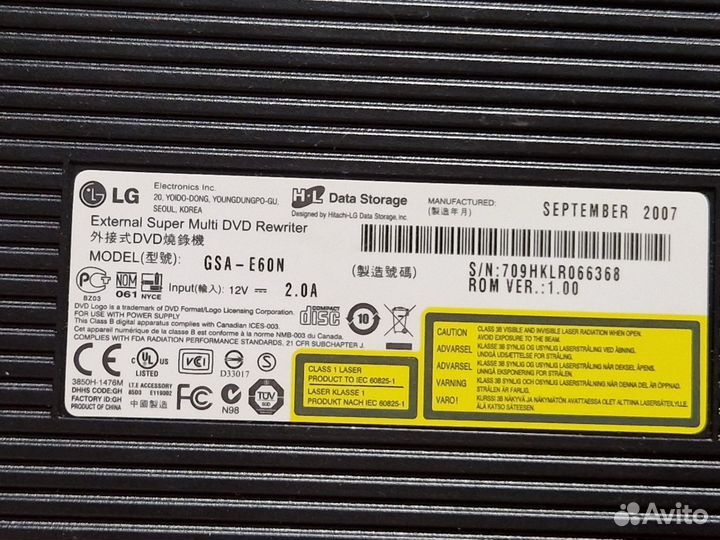 LG
Electronics Inc.
20, YOIDO-DONG, YOUNGDUNGPO-GU,
SEOUL, KOREA
H·L Data Storage
Designed by Hitachi-LG Data Storage, inc.
MANUFACTURED:
(製造年月)
SEPTEMBER 2007
External Super Multi DVD Rewriter
外接式DVD燒錄機
MODEL(型號): GSA-E60N
(製造號碼)
S/N:709HKLR066368
ROM VER.:1.00
BZ03
NOM
061 NYCE
Input(輸入): 12V 2.0A
DVD Logo is a trademark of DVD Format/Logo Licensing Corporation.
FOR USE WITH POWER SUPPLY
This Class B digital apparatus complies with Canadian ICES-003.
Cet appareil numérique de classe B est conforme à la norme NMB-003 du Canada.
COMPLIES WITH FDA RADIATION PERFORMANCE STANDARDS, 21 CFR SUBCHAPTER J.
COMPACT
disc
10
C UL US
LISTED
VCI
D33017
3850H-1476M
DHHS CODE:GH
FACTORY ID:GH
PRODUCT OF CHINA
I.T.E ACCESSORY
85D0 E119082
中國製造
FC
N98
TÜV
CLASS 1 LASER
PRODUCT TO IEC 60825-1
LASER KLASSE 1
PRODUKT NACH IEC 60825-1
CAUTION CLASS 3B VISIBLE AND INVISIBLE LASER RADIATION WHEN OPEN.
AVOID EXPOSURE TO THE BEAM.
ADVARSEL KLASSE 3B SYNLIG OG USYNLIG LASERSTRÅLING VED ÅBNING.
UNDGÅ UDSÆTTELSE FOR STRÅLING.
ADVARSEL KLASSE 3B SYNLIG OG USYNLIG LASERSTRÅLING NÅR DEKSEL ÅPNES.
UNNGÅ EKSPONERING FOR STRÅLEN.
VARNING KLASS 3B SYNLIG OCH OSYNLIG LASERSTRÅLNING NÄR DENNA DEL ÄR ÖPPNAD.
BETRAKTA EJ STRÅLEN.
VARO! KURSSI 3B NÄKYVÄ JA NÄKYMÄTÖN AVATTAESSA OLET ALTTIINA LASERSÄTEILYLLE.
ÄLÄ KATSO SÄTEESEEN.
Avito